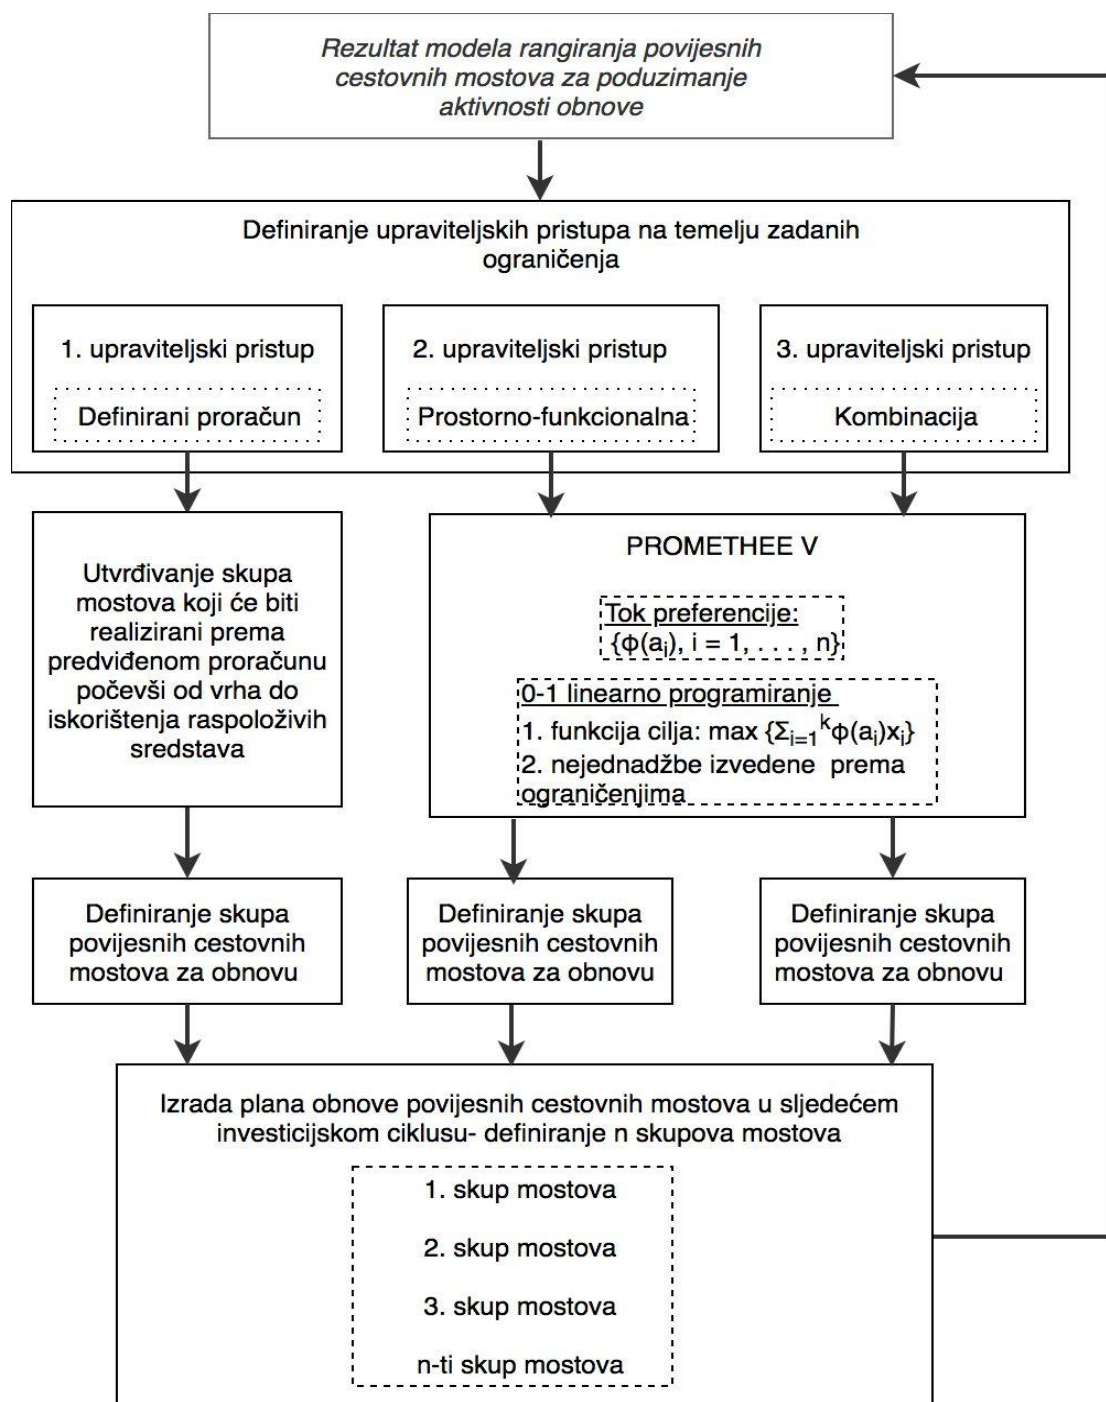 Rezultat modela rangiranja povijesnih
cestovnih mostova za poduzimanje
aktivnosti obnove
Definiranje upraviteljskih pristupa na temelju zadanih
ograničenja
1. upraviteljski pristup
Definirani proračun
2. upraviteljski pristup
Prostorno-funkcionalna
3. upraviteljski pristup
Kombinacija
Utvrđivanje skupa
mostova koji će biti
realizirani prema
predviđenom proračunu
počevši od vrha do
iskorištenja raspoloživih
sredstava
PROMETHEE V
Tok preferencije:
{ϕ(aᵢ), i = 1, . . . , n}
0-1 linearno programiranje
1. funkcija cilja: max {Σᵢ₌₁ᵏϕ(aᵢ)xᵢ}
2. nejednadžbe izvedene prema
ograničenjima
Definiranje skupa
povijesnih cestovnih
mostova za obnovu
Definiranje skupa
povijesnih cestovnih
mostova za obnovu
Definiranje skupa
povijesnih cestovnih
mostova za obnovu
Izrada plana obnove povijesnih cestovnih mostova u sljedećem
investicijskom ciklusu- definiranje n skupova mostova
1. skup mostova
2. skup mostova
3. skup mostova
n-ti skup mostova